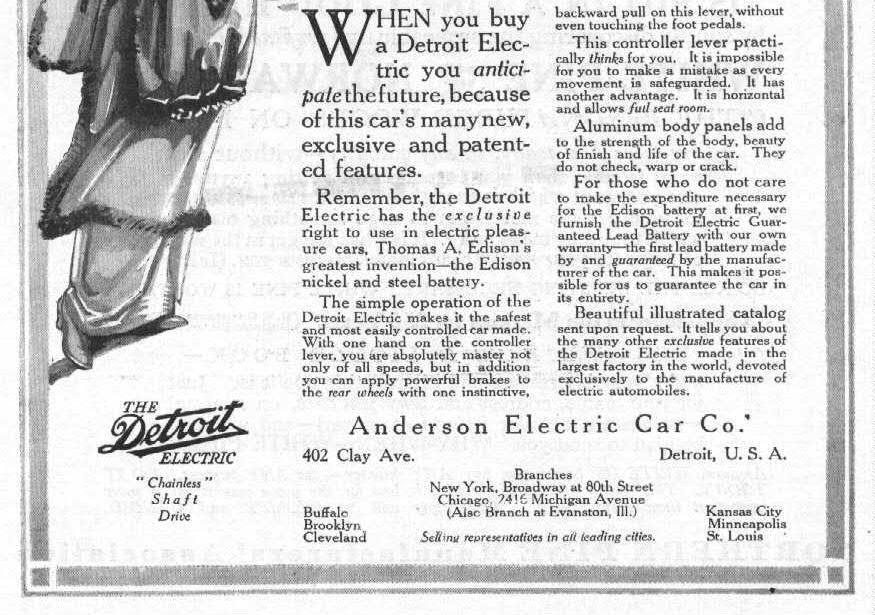 WHEN you buy
a Detroit Elec-
tric you antici-
pate the future, because
of this car's many new,
exclusive and patent-
ed features.
Remember, the Detroit
Electric has the exclusive
right to use in electric pleas-
ure cars, Thomas A. Edison's
greatest invention—the Edison
nickel and steel battery.
The simple operation of the
Detroit Electric makes it the safest
and most easily controlled car made.
With one hand on the controller
lever, you are absolutely master not
only of all speeds, but in addition
you can apply powerful brakes to
the rear wheels with one instinctive,
backward pull on this lever, without
even touching the foot pedals.
This controller lever practi-
cally thinks for you. It is impossible
for you to make a mistake as every
movement is safeguarded. It has
another advantage. It is horizontal
and allows full seat room.
Aluminum body panels add
to the strength of the body, beauty
of finish and life of the car. They
do not check, warp or crack.
For those who do not care
to make the expenditure necessary
for the Edison battery at first, we
furnish the Detroit Electric Guar-
anteed Lead Battery with our own
warranty—the first lead battery made
by and guaranteed by the manufac-
turer of the car. This makes it pos-
sible for us to guarantee the car in
its entirety.
Beautiful illustrated catalog
sent upon request. It tells you about
the many other exclusive features of
the Detroit Electric made in the
largest factory in the world, devoted
exclusively to the manufacture of
electric automobiles.
THE
Detroit
ELECTRIC
"Chainless"
Shaft
Drive
Anderson Electric Car Co.
402 Clay Ave. Detroit, U. S. A.
Branches
New York, Broadway at 80th Street
Chicago, 2416 Michigan Avenue
(Also Branch at Evanston, Ill.)
Selling representatives in all leading cities.
Buffalo
Brooklyn
Cleveland
Kansas City
Minneapolis
St. Louis